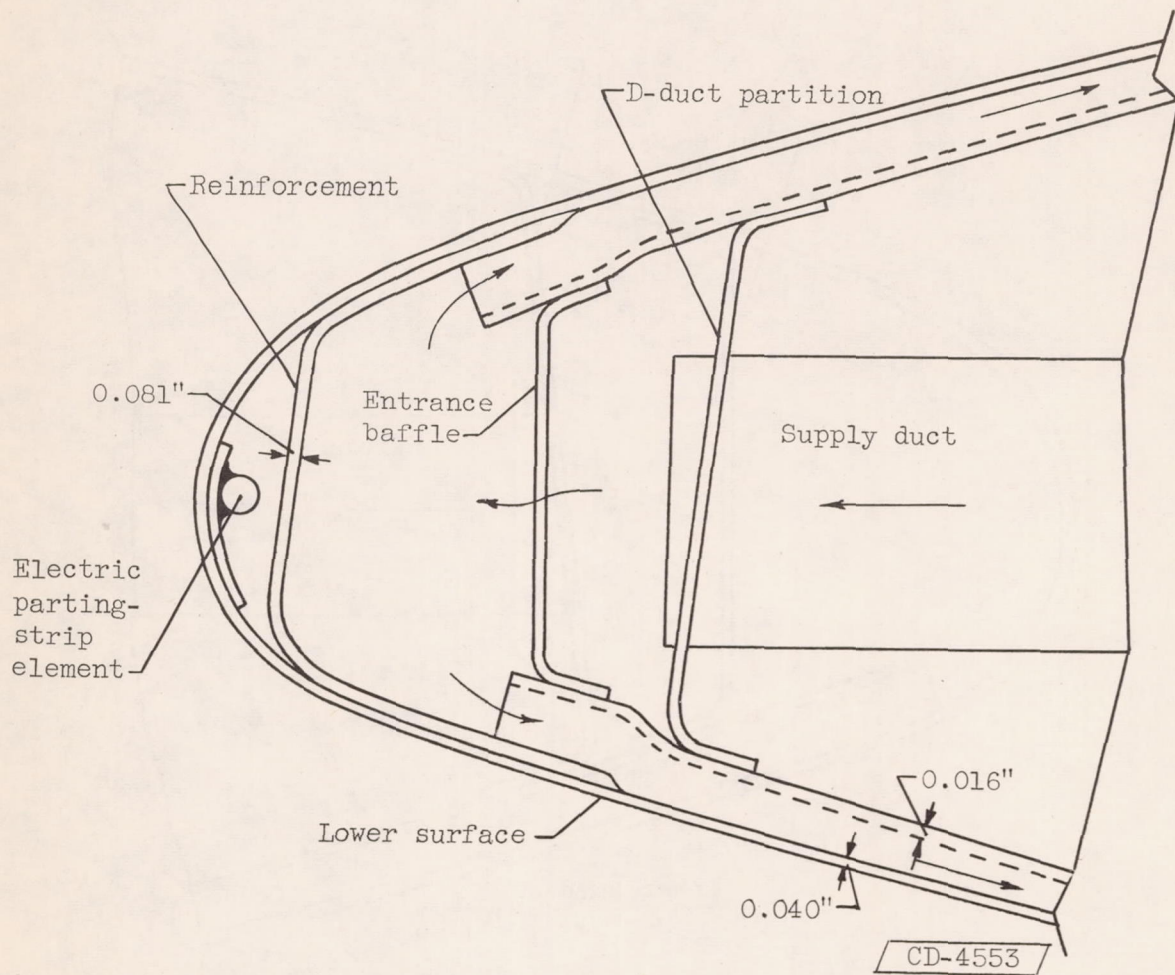 D-duct partition
Reinforcement
0.081"
Entrance
baffle
Supply duct
Electric
parting-
strip
element
0.016"
Lower surface
0.040"
CD-4553